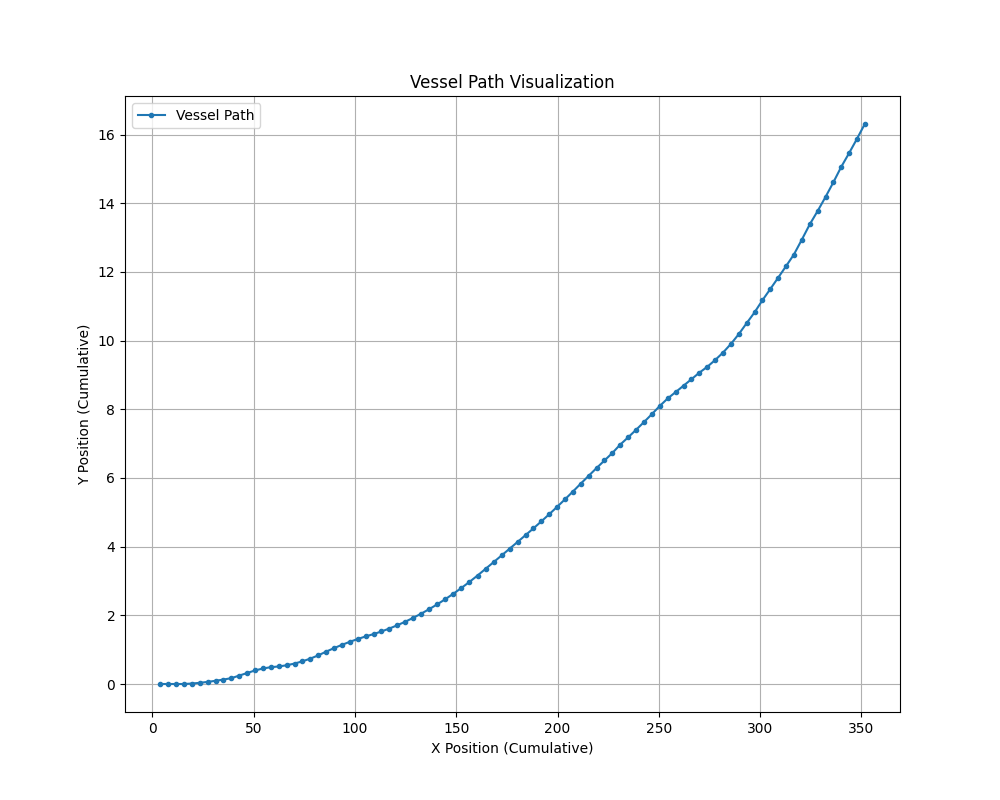 Vessel Path Visualization
Vessel Path
Y Position (Cumulative)
16
14
12
10
8
6
4
2
0
0 50 100 150 200 250 300 350
X Position (Cumulative)